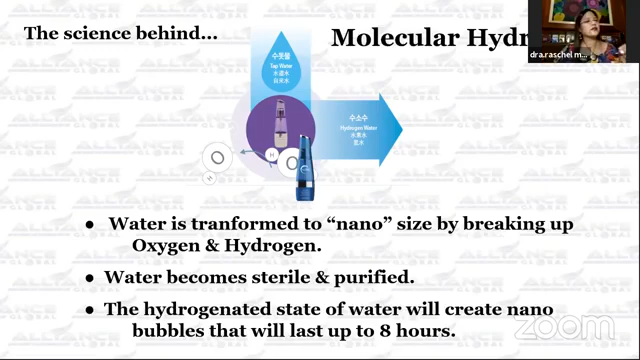 The science behind...
Molecular Hydr
dra.raschel m...
수돗물
Tap Water
수소수
Hydrogen Water
水素水
O
H
O
H
● Water is tranformed to “nano” size by breaking up
Oxygen & Hydrogen.
● Water becomes sterile & purified.
● The hydrogenated state of water will create nano
bubbles that will last up to 8 hours.
zoom